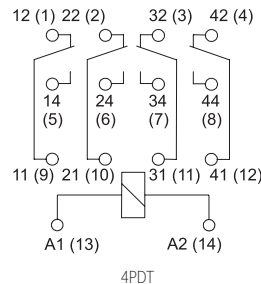 12 (1) 22 (2) 32 (3) 42 (4)
14 24 34 44
(5) (6) (7) (8)
11 (9) 21 (10) 31 (11) 41 (12)
A1 (13) A2 (14)
4PDT